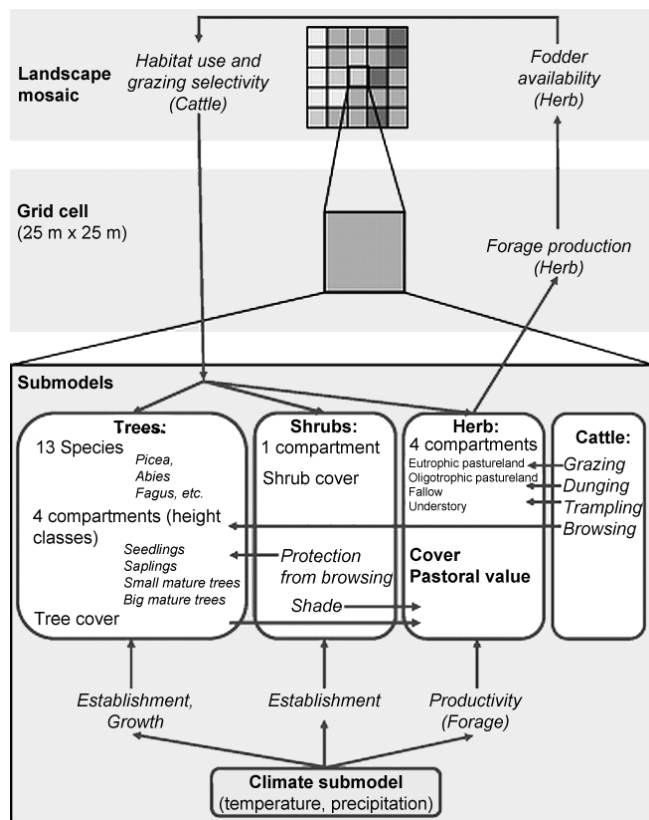 Landscape
mosaic
Habitat use and
grazing selectivity
(Cattle)
Fodder
availability
(Herb)
Grid cell
(25 m x 25 m)
Forage production
(Herb)
Submodels
Trees:
13 Species
Picea,
Abies
Fagus, etc.
4 compartments (height
classes)
Seedlings
Saplings
Small mature trees
Big mature trees
Tree cover
Shrubs:
1 compartment
Shrub cover
Protection
from browsing
Shade
Herb:
4 compartments
Eutrophic pastureland
Oligotrophic pastureland
Fallow
Understory
Cover
Pastoral value
Cattle:
Grazing
Dunging
Trampling
Browsing
Establishment,
Growth
Establishment
Productivity
(Forage)
Climate submodel
(temperature, precipitation)